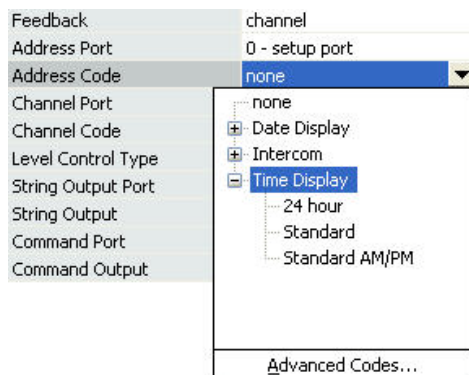 Feedback channel
Address Port 0 - setup port
Address Code none
Channel Port
Channel Code
Level Control Type
String Output Port
String Output
Command Port
Command Output
none
Date Display
Intercom
Time Display
24 hour
Standard
Standard AM/PM
Advanced Codes...